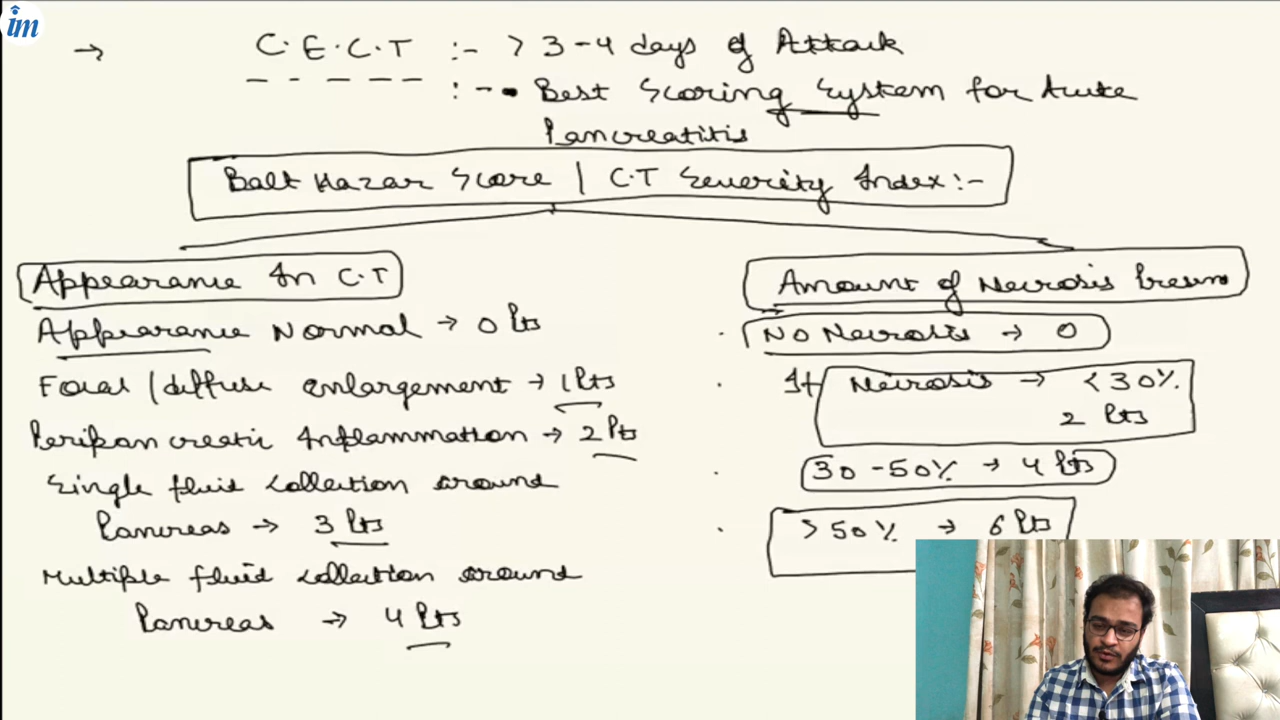 im
→ C.E.C.T :- > 3-4 days of Attack
:- • Best Scoring System for Acute
Pancreatitis
Balt Hazar Score | C.T Severity Index :-
Appearance In C.T
Appearance Normal → 0 Pts
Focal / diffuse enlargement → 1 Pts
Peripancreatic Inflammation → 2 Pts
Single fluid collection around
Pancreas → 3 Pts
Multiple fluid collection around
Pancreas → 4 Pts
Amount of Necrosis Present
. No Necrosis → 0
. If Necrosis → < 30%
2 Pts
. 30 - 50% → 4 Pts
. > 50% → 6 Pts